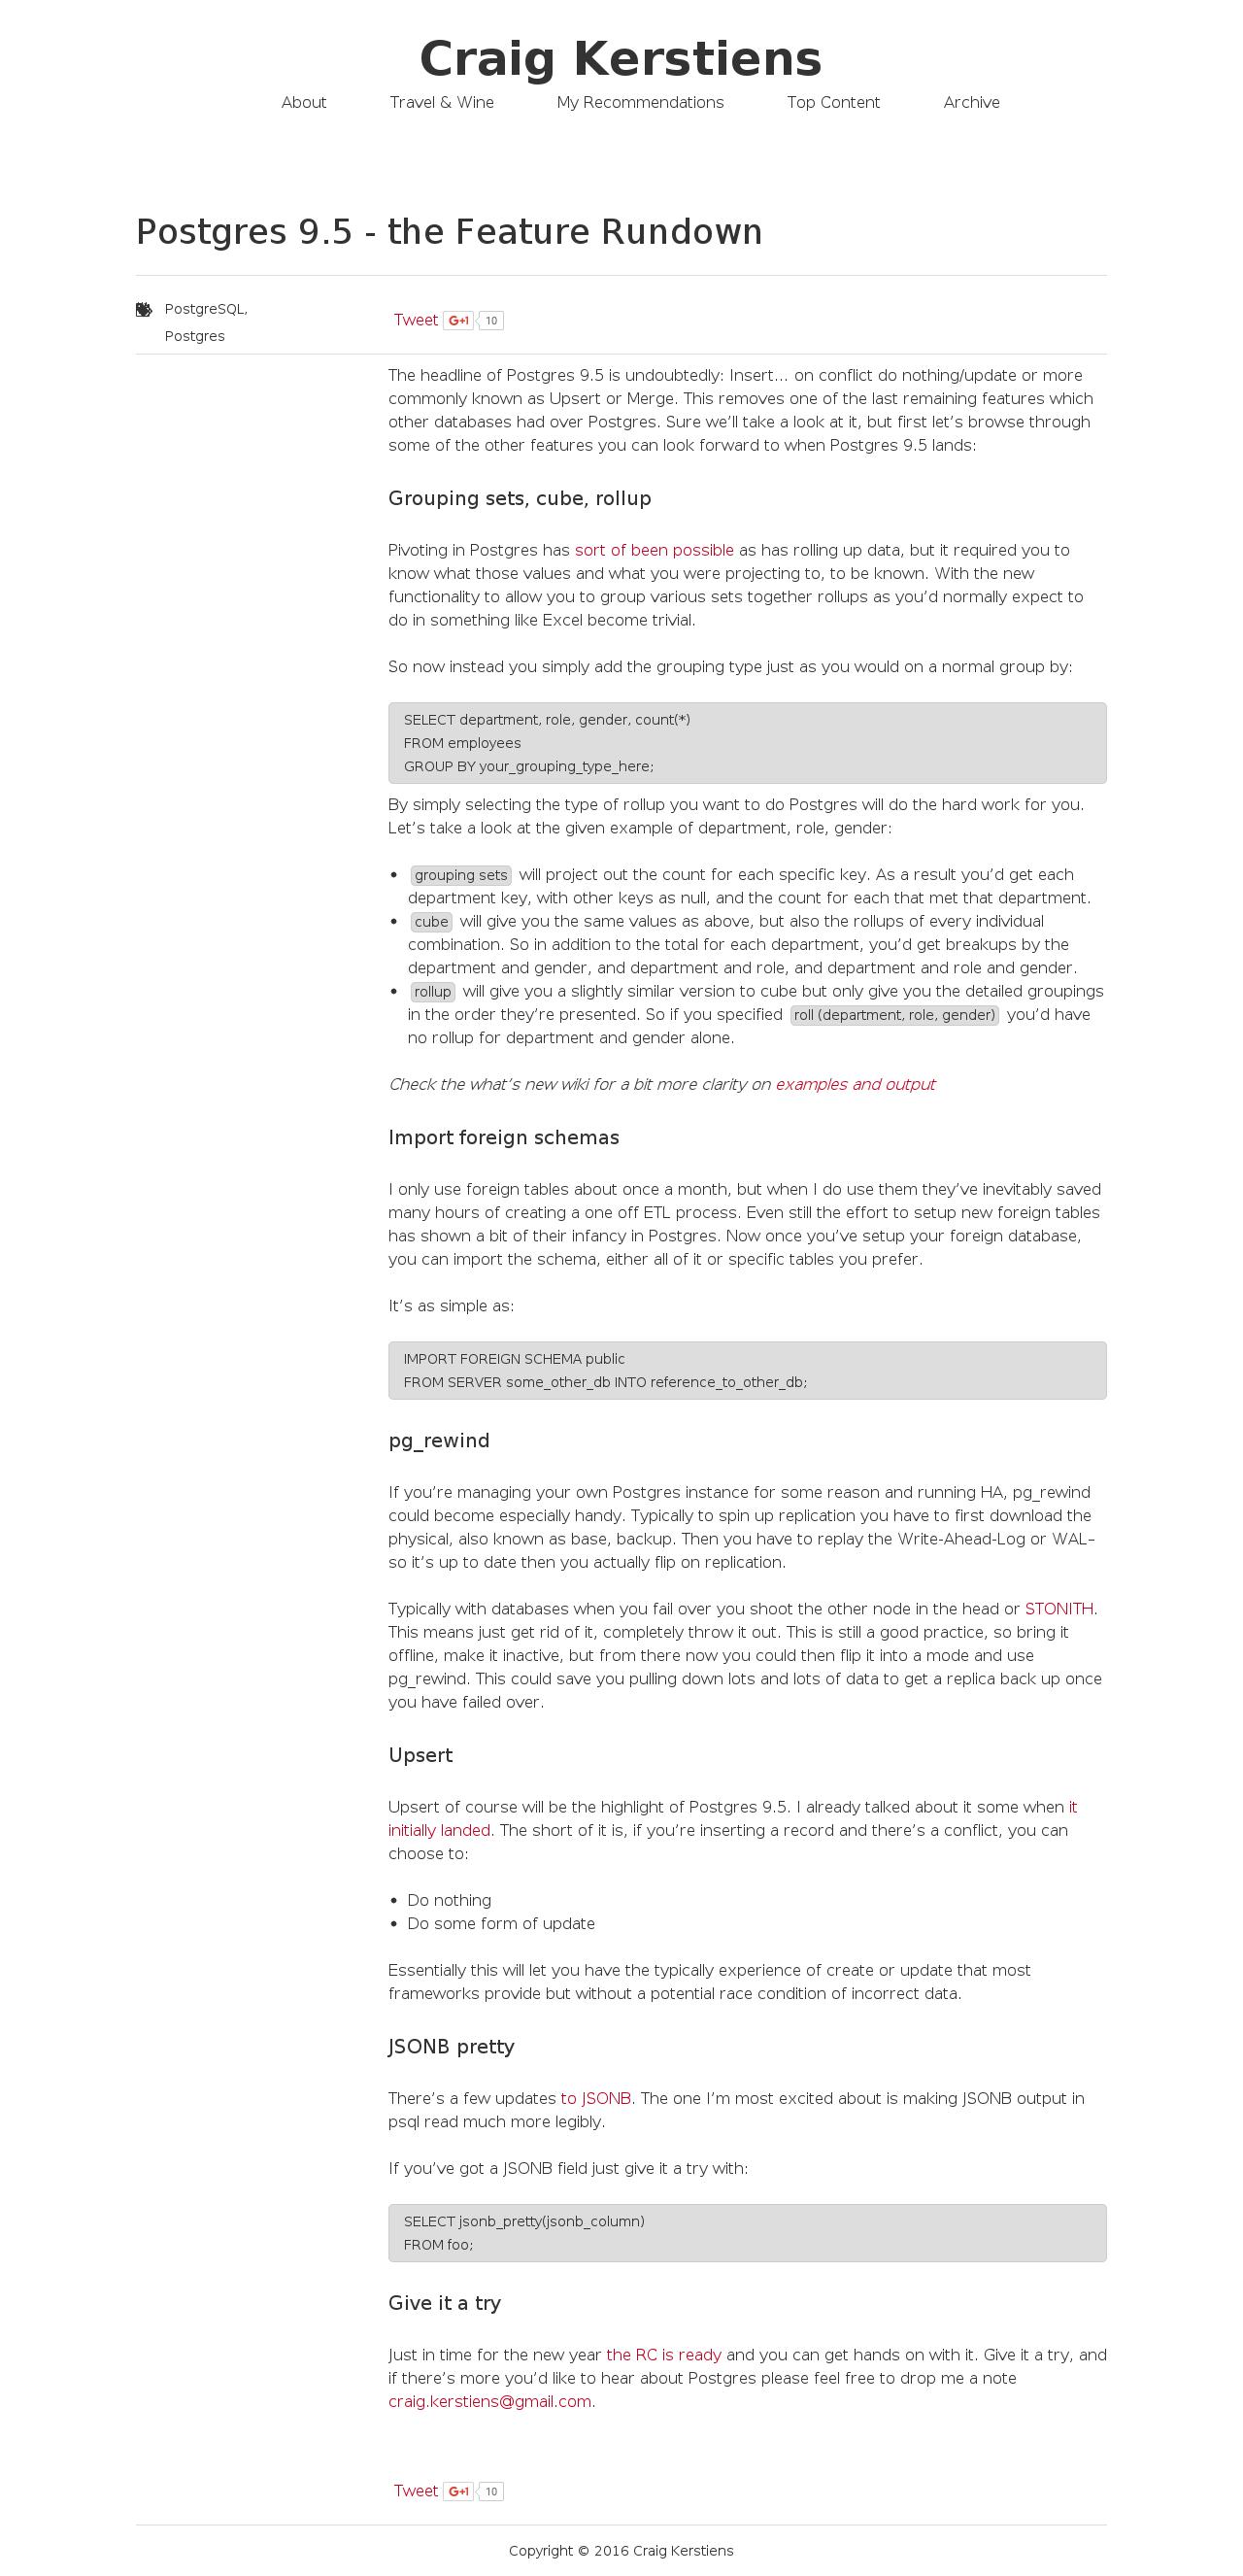 Craig Kerstiens
About Travel & Wine My Recommendations Top Content Archive
Postgres 9.5 - the Feature Rundown
PostgreSQL,
Postgres
Tweet G+1 10
The headline of Postgres 9.5 is undoubtedly: Insert… on conflict do nothing/update or more
commonly known as Upsert or Merge. This removes one of the last remaining features which
other databases had over Postgres. Sure we’ll take a look at it, but first let’s browse through
some of the other features you can look forward to when Postgres 9.5 lands:
Grouping sets, cube, rollup
Pivoting in Postgres has sort of been possible as has rolling up data, but it required you to
know what those values and what you were projecting to, to be known. With the new
functionality to allow you to group various sets together rollups as you’d normally expect to
do in something like Excel become trivial.
So now instead you simply add the grouping type just as you would on a normal group by:
SELECT department, role, gender, count(*)
FROM employees
GROUP BY your_grouping_type_here;
By simply selecting the type of rollup you want to do Postgres will do the hard work for you.
Let’s take a look at the given example of department, role, gender:
• grouping sets will project out the count for each specific key. As a result you’d get each
department key, with other keys as null, and the count for each that met that department.
• cube will give you the same values as above, but also the rollups of every individual
combination. So in addition to the total for each department, you’d get breakups by the
department and gender, and department and role, and department and role and gender.
• rollup will give you a slightly similar version to cube but only give you the detailed groupings
in the order they’re presented. So if you specified roll (department, role, gender) you’d have
no rollup for department and gender alone.
Check the what’s new wiki for a bit more clarity on examples and output
Import foreign schemas
I only use foreign tables about once a month, but when I do use them they’ve inevitably saved
many hours of creating a one off ETL process. Even still the effort to setup new foreign tables
has shown a bit of their infancy in Postgres. Now once you’ve setup your foreign database,
you can import the schema, either all of it or specific tables you prefer.
It’s as simple as:
IMPORT FOREIGN SCHEMA public
FROM SERVER some_other_db INTO reference_to_other_db;
pg_rewind
If you’re managing your own Postgres instance for some reason and running HA, pg_rewind
could become especially handy. Typically to spin up replication you have to first download the
physical, also known as base, backup. Then you have to replay the Write-Ahead-Log or WAL–
so it’s up to date then you actually flip on replication.
Typically with databases when you fail over you shoot the other node in the head or STONITH.
This means just get rid of it, completely throw it out. This is still a good practice, so bring it
offline, make it inactive, but from there now you could then flip it into a mode and use
pg_rewind. This could save you pulling down lots and lots of data to get a replica back up once
you have failed over.
Upsert
Upsert of course will be the highlight of Postgres 9.5. I already talked about it some when it
initially landed. The short of it is, if you’re inserting a record and there’s a conflict, you can
choose to:
• Do nothing
• Do some form of update
Essentially this will let you have the typically experience of create or update that most
frameworks provide but without a potential race condition of incorrect data.
JSONB pretty
There’s a few updates to JSONB. The one I’m most excited about is making JSONB output in
psql read much more legibly.
If you’ve got a JSONB field just give it a try with:
SELECT jsonb_pretty(jsonb_column)
FROM foo;
Give it a try
Just in time for the new year the RC is ready and you can get hands on with it. Give it a try, and
if there’s more you’d like to hear about Postgres please feel free to drop me a note
craig.kerstiens@gmail.com.
Tweet G+1 10
Copyright © 2016 Craig Kerstiens